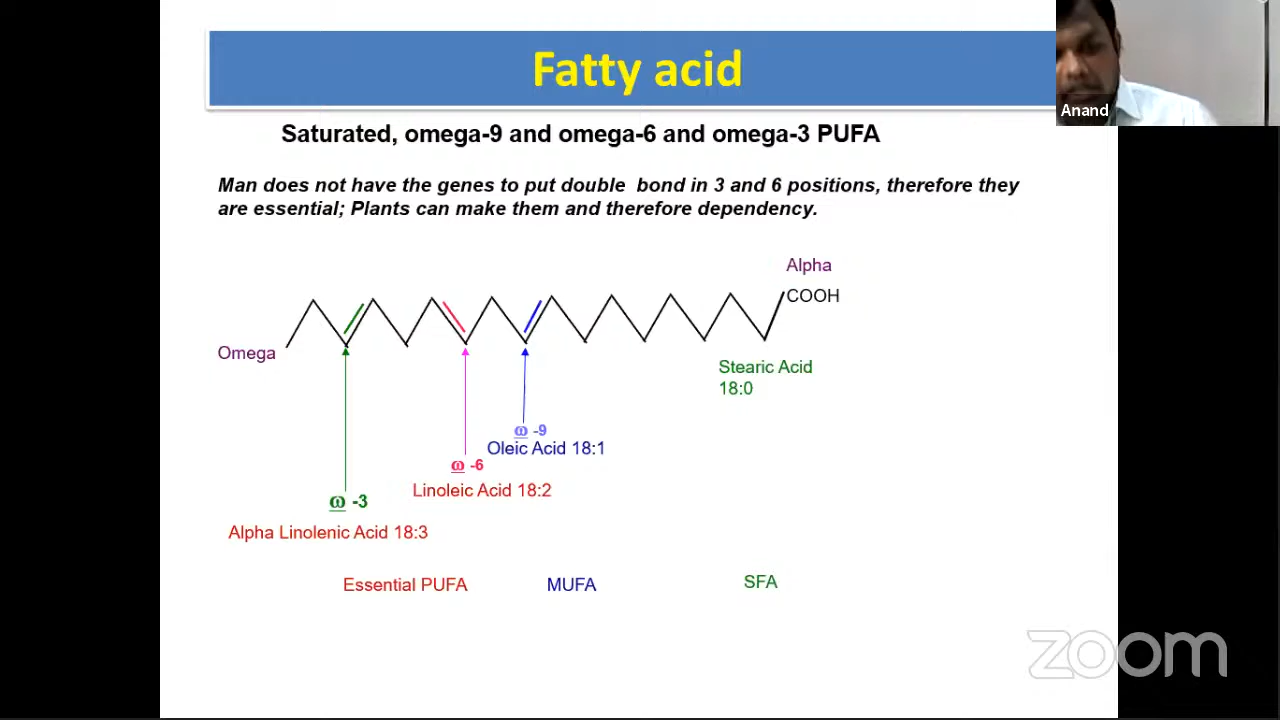 Fatty acid
Anand
Saturated, omega-9 and omega-6 and omega-3 PUFA
Man does not have the genes to put double bond in 3 and 6 positions, therefore they
are essential; Plants can make them and therefore dependency.
Alpha
COOH
Omega
Stearic Acid
18:0
ω -9
Oleic Acid 18:1
ω -6
Linoleic Acid 18:2
ω -3
Alpha Linolenic Acid 18:3
Essential PUFA
MUFA
SFA
zoom